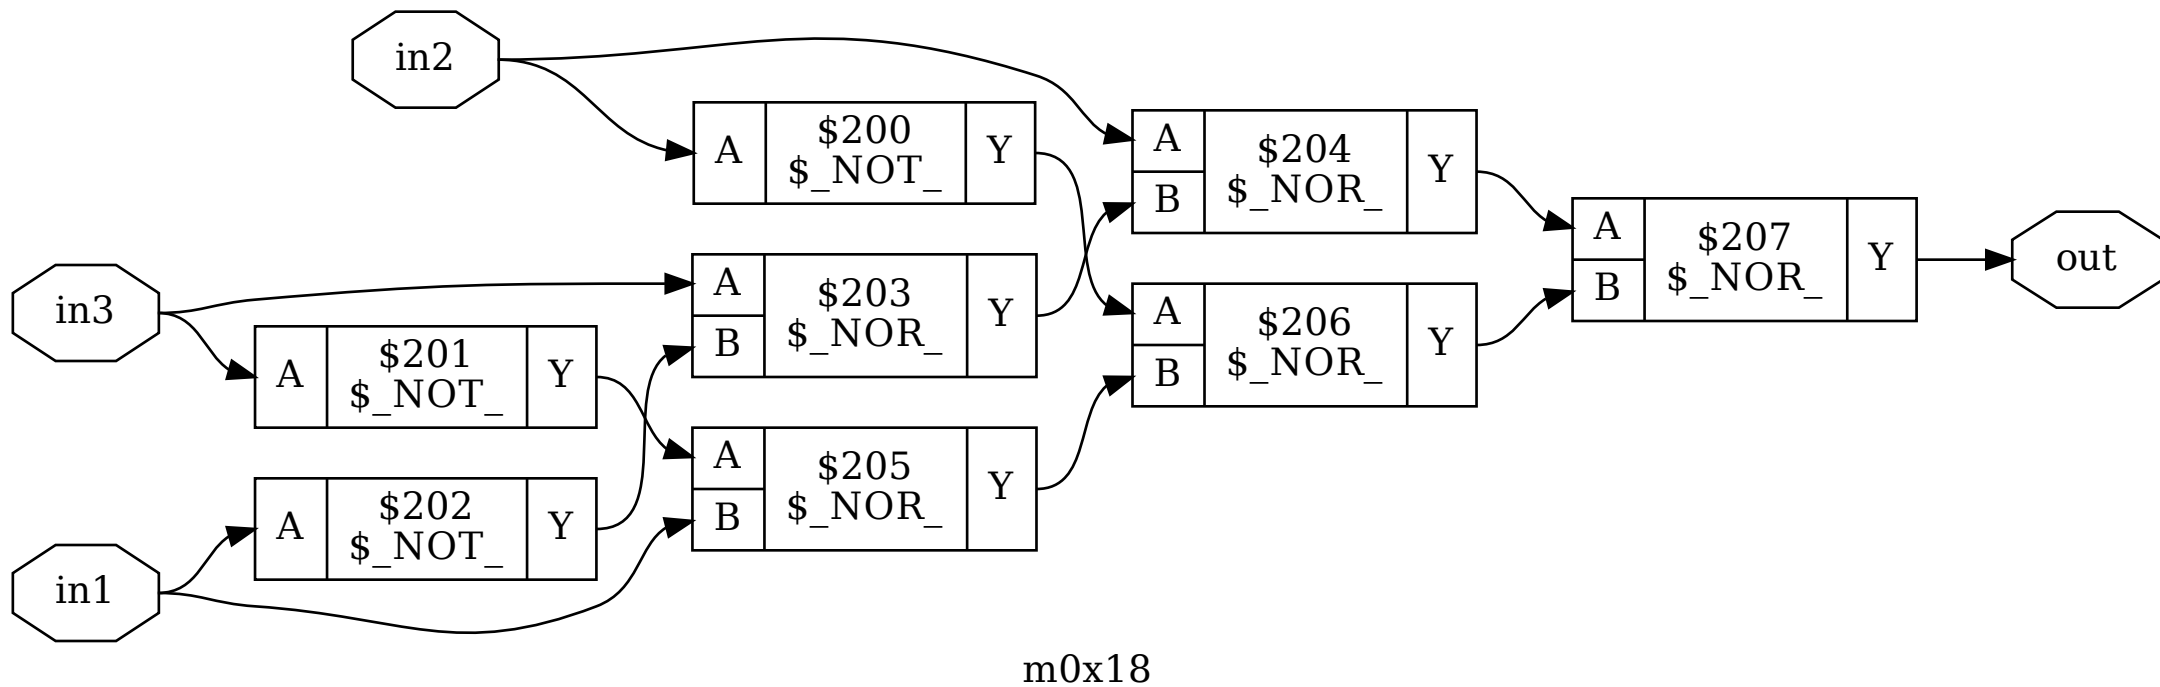 in2
A
$200
$_NOT_
Y
A
B
$204
$_NOR_
Y
in3
A
$201
$_NOT_
Y
A
B
$203
$_NOR_
Y
A
B
$206
$_NOR_
Y
A
B
$207
$_NOR_
Y
out
in1
A
$202
$_NOT_
Y
A
B
$205
$_NOR_
Y
m0x18